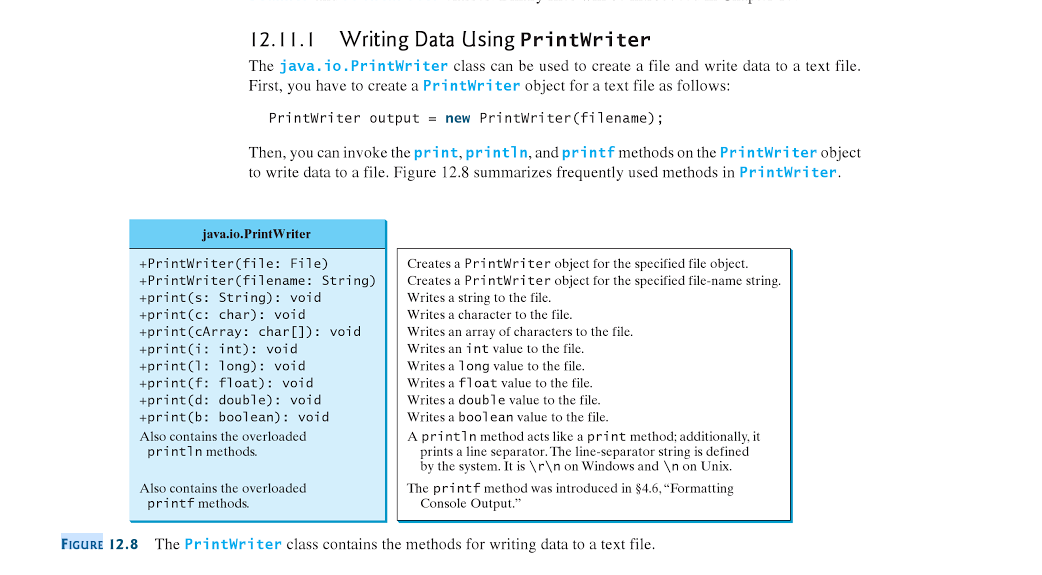 12.11.1 Writing Data Using PrintWriter
The java.io.PrintWriter class can be used to create a file and write data to a text file.
First, you have to create a PrintWriter object for a text file as follows:
PrintWriter output = new PrintWriter(filename);
Then, you can invoke the print, println, and printf methods on the PrintWriter object
to write data to a file. Figure 12.8 summarizes frequently used methods in PrintWriter.
java.io.PrintWriter
+PrintWriter(file: File)
+PrintWriter(filename: String)
+print(s: String): void
+print(c: char): void
+print(cArray: char[]): void
+print(i: int): void
+print(l: long): void
+print(f: float): void
+print(d: double): void
+print(b: boolean): void
Also contains the overloaded
println methods.
Also contains the overloaded
printf methods.
Creates a PrintWriter object for the specified file object.
Creates a PrintWriter object for the specified file-name string.
Writes a string to the file.
Writes a character to the file.
Writes an array of characters to the file.
Writes an int value to the file.
Writes a long value to the file.
Writes a float value to the file.
Writes a double value to the file.
Writes a boolean value to the file.
A println method acts like a print method; additionally, it
prints a line separator. The line-separator string is defined
by the system. It is \r\n on Windows and \n on Unix.
The printf method was introduced in §4.6, “Formatting
Console Output.”
FIGURE 12.8 The PrintWriter class contains the methods for writing data to a text file.